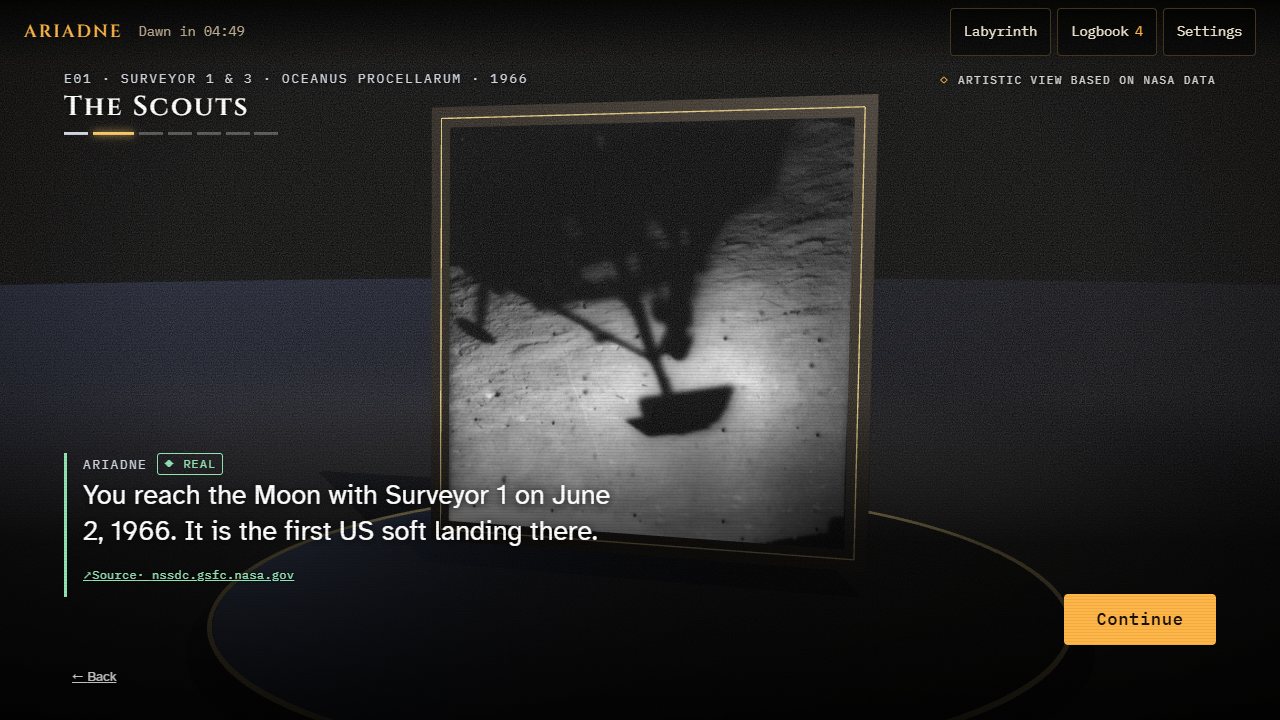 ARIADNE Dawn in 04:49
Labyrinth Logbook 4 Settings
E01 · SURVEYOR 1 & 3 · OCEANUS PROCELLARUM · 1966
◇ ARTISTIC VIEW BASED ON NASA DATA
The Scouts
ARIADNE ◆ REAL
You reach the Moon with Surveyor 1 on June
2, 1966. It is the first US soft landing there.
↗Source· nssdc.gsfc.nasa.gov
Continue
← Back